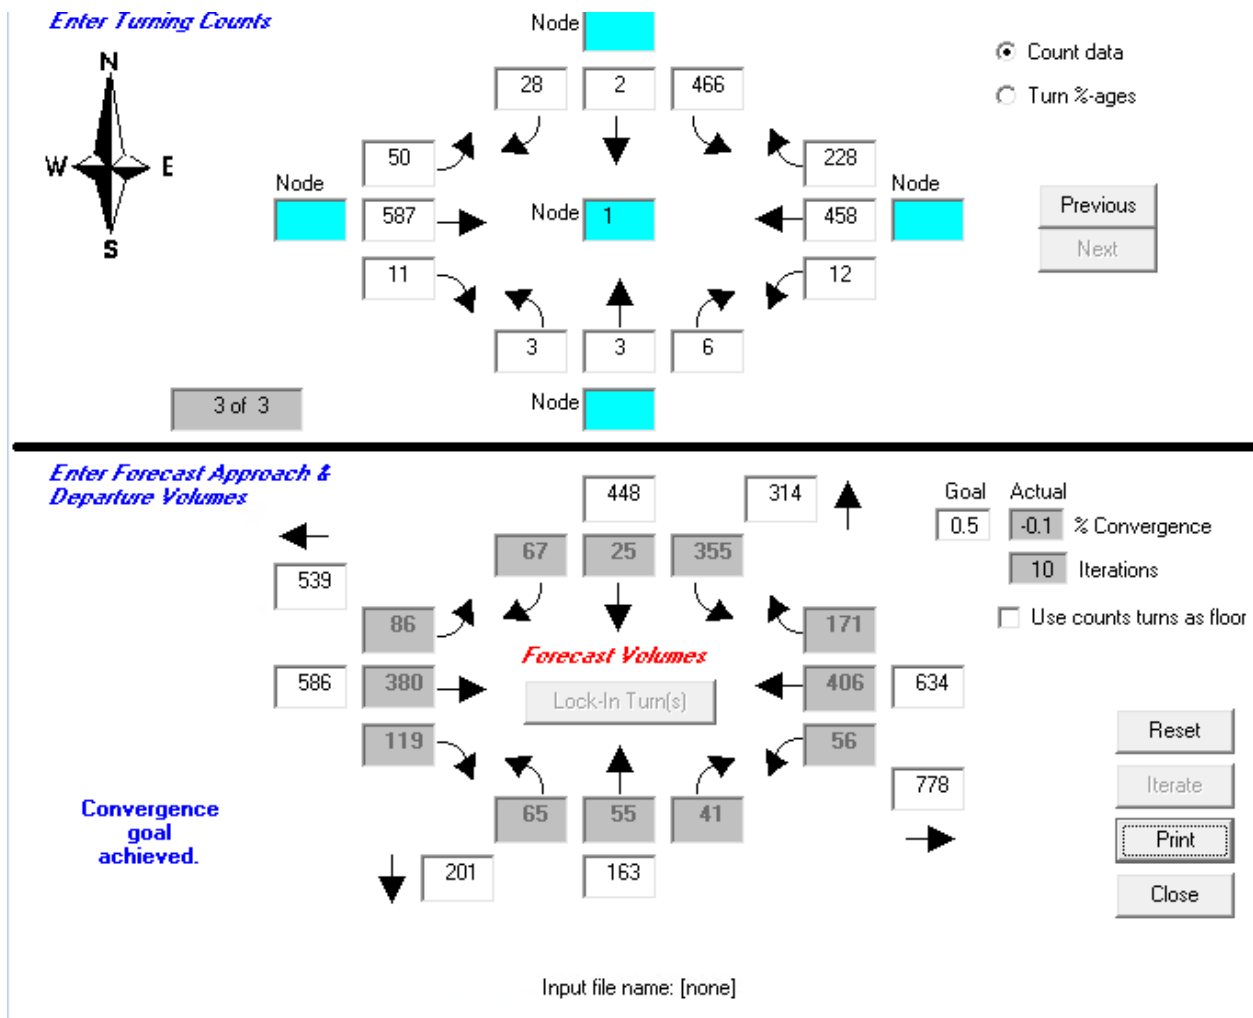 Enter Turning Counts
Node
Count data
N
28 2 466
Turn %-ages
50 228
W E
Node Node
587 Node 1 458
Previous
S
Next
11 12
3 3 6
3 of 3
Node
Enter Forecast Approach &
Departure Volumes
448 314
Goal Actual
0.5 -0.1 % Convergence
67 25 355
10 Iterations
539
86 171
Use counts turns as floor
Forecast Volumes
586 380 406 634
Lock-In Turn(s)
119 56
Reset
778
Iterate
65 55 41
Convergence
goal
achieved.
Print
201 163
Close
Input file name: [none]